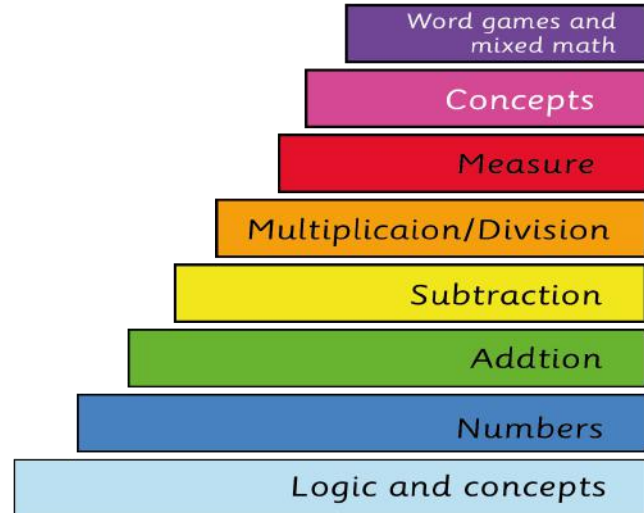 Word games and
mixed math
Concepts
Measure
Multiplicaion/Division
Subtraction
Addtion
Numbers
Logic and concepts